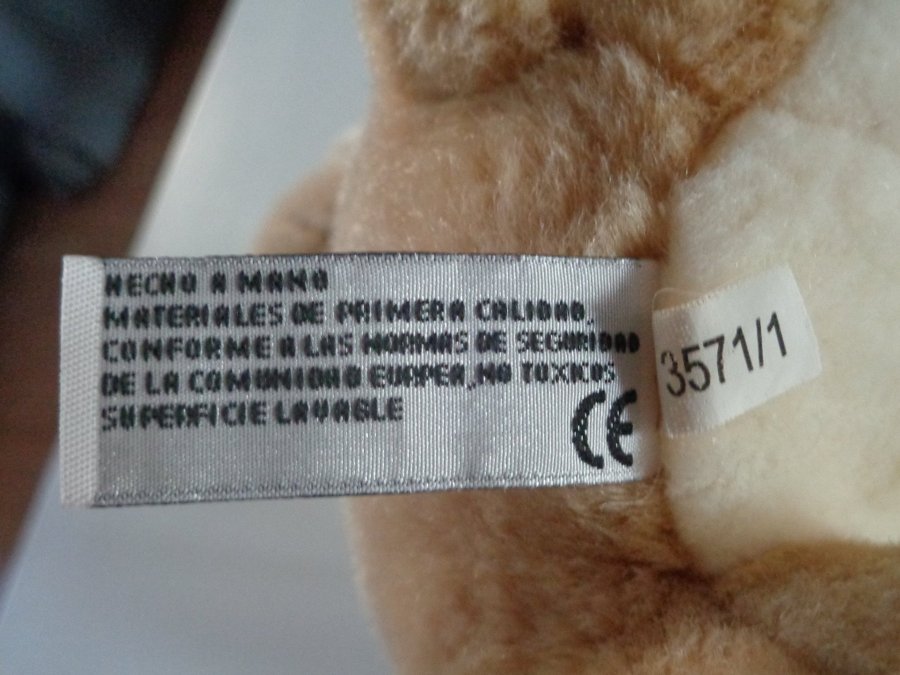 HECHO A MANO
MATERIALES DE PRIMERA CALIDAD.
CONFORME A LAS NORMAS DE SEGURIDAD
DE LA COMUNIDAD EURPEA, NO TOXICOS
SUPERFICIE LAVABLE
CE
3571/1